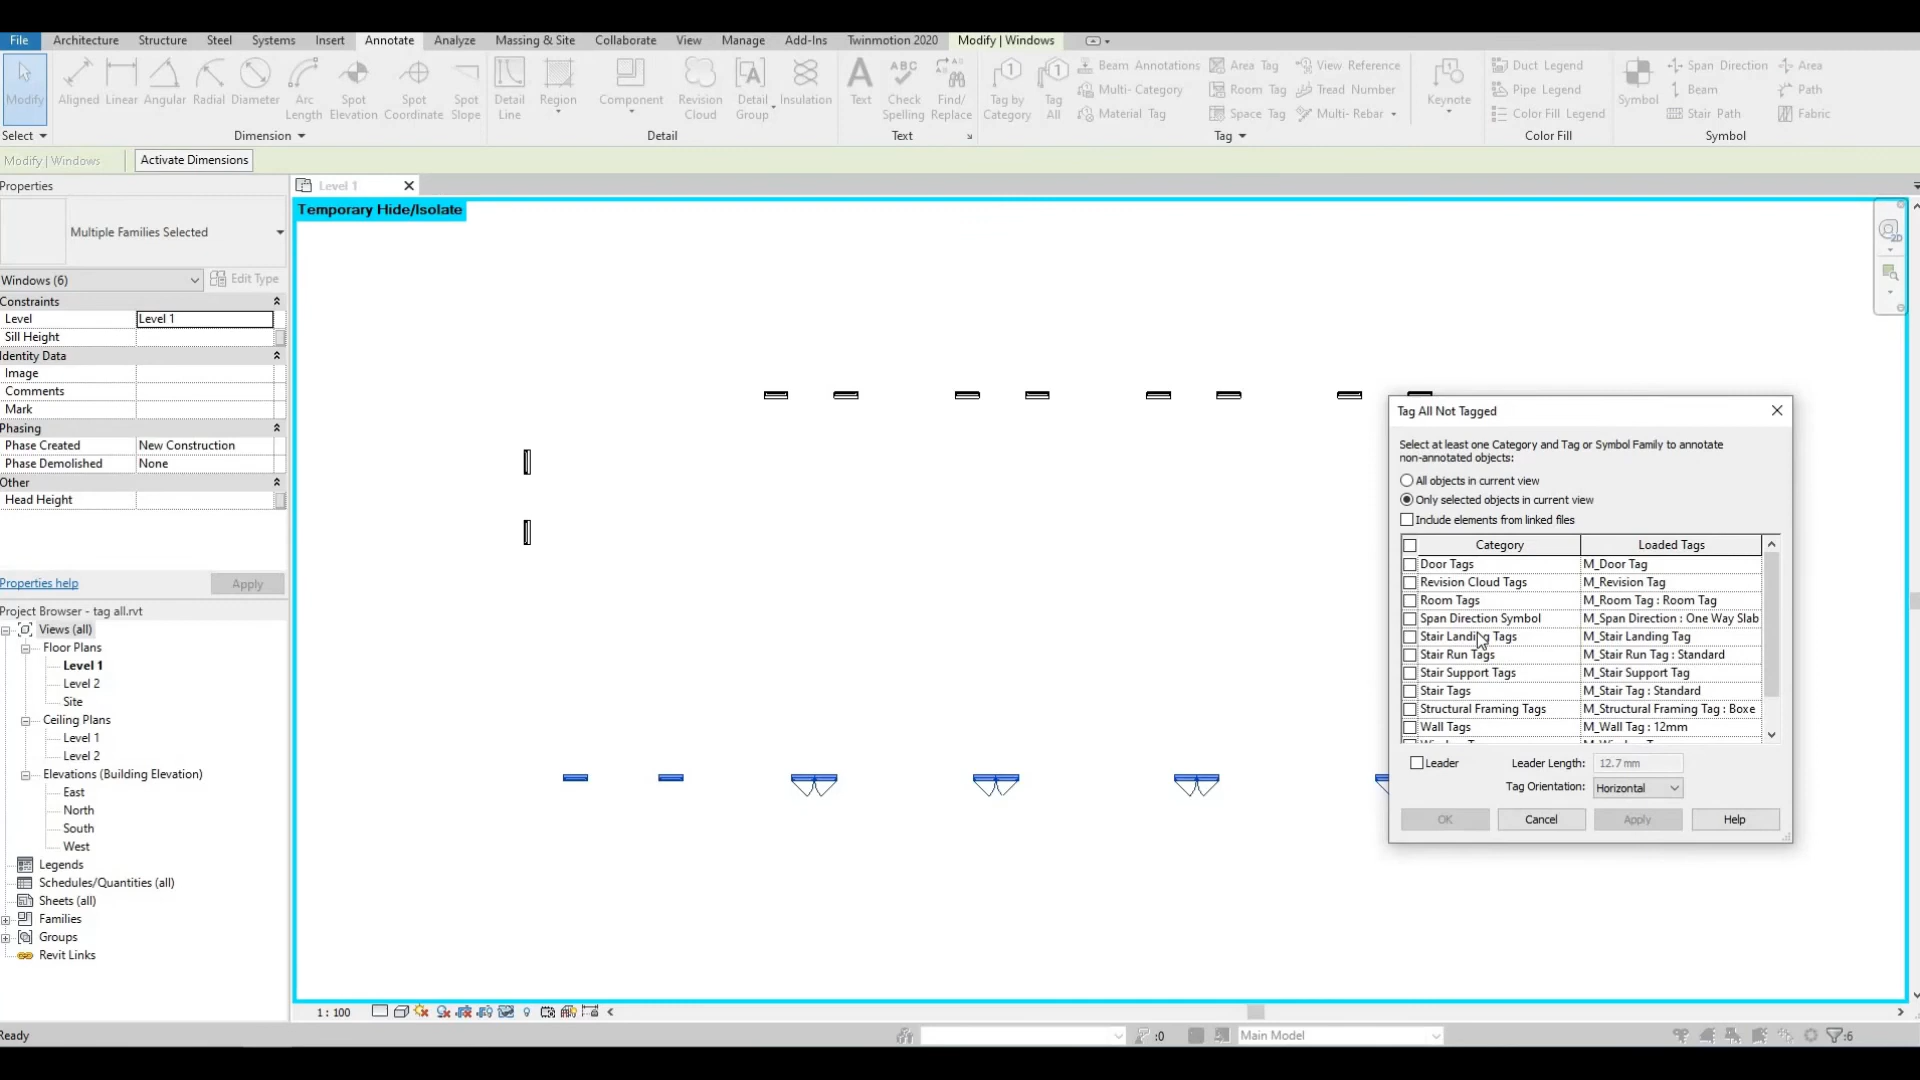 File Architecture Structure Steel Systems Insert Annotate Analyze Massing & Site Collaborate View Manage Add-Ins Twinmotion 2020 Modify | Windows
Modify Aligned Linear Angular Radial Diameter Arc Length Spot Elevation Spot Coordinate Spot Slope Detail Line Region Component Revision Cloud Detail Group Insulation Text Check Spelling Find/ Replace Tag by Category Tag All
Beam Annotations Area Tag View Reference Keynote Duct Legend Symbol Span Direction Area
Multi- Category Room Tag Tread Number Pipe Legend Beam Path
Material Tag Space Tag Multi- Rebar Color Fill Legend Stair Path Fabric
Select Dimension Detail Text Tag Color Fill Symbol
Modify | Windows Activate Dimensions
Properties
Level 1
Temporary Hide/Isolate
Multiple Families Selected
Windows (6) Edit Type
Constraints
Level Level 1
Sill Height
Identity Data
Image
Comments
Mark
Phasing
Phase Created New Construction
Phase Demolished None
Other
Head Height
Properties help Apply
Project Browser - tag all.rvt
Views (all)
Floor Plans
Level 1
Level 2
Site
Ceiling Plans
Level 1
Level 2
Elevations (Building Elevation)
East
North
South
West
Legends
Schedules/Quantities (all)
Sheets (all)
Families
Groups
Revit Links
Tag All Not Tagged
Select at least one Category and Tag or Symbol Family to annotate
non-annotated objects:
All objects in current view
Only selected objects in current view
Include elements from linked files
Category Loaded Tags
Door Tags M_Door Tag
Revision Cloud Tags M_Revision Tag
Room Tags M_Room Tag : Room Tag
Span Direction Symbol M_Span Direction : One Way Slab
Stair Landing Tags M_Stair Landing Tag
Stair Run Tags M_Stair Run Tag : Standard
Stair Support Tags M_Stair Support Tag
Stair Tags M_Stair Tag : Standard
Structural Framing Tags M_Structural Framing Tag : Boxe
Wall Tags M_Wall Tag : 12mm
Leader Leader Length: 12.7 mm
Tag Orientation: Horizontal
OK Cancel Apply Help
1 : 100
Ready :0 Main Model :6